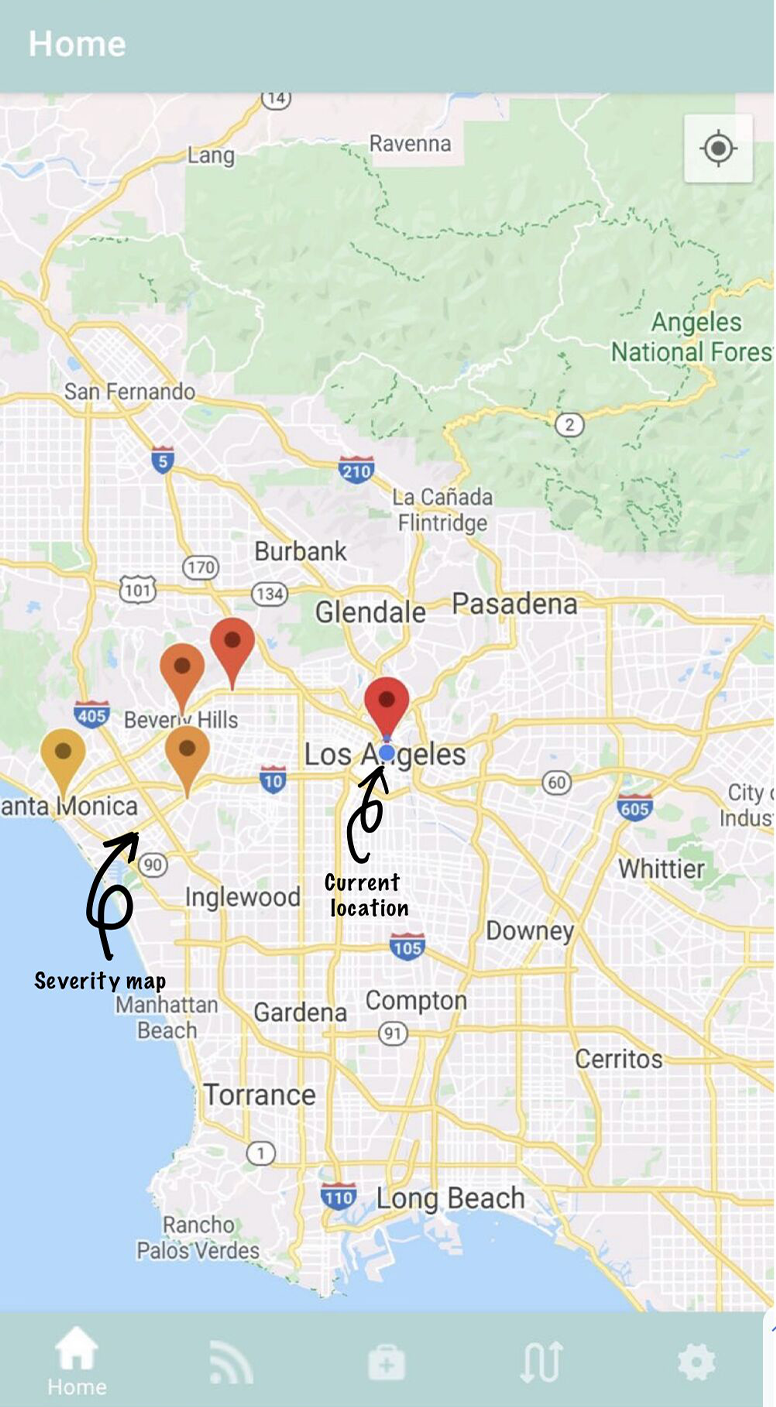 Home
14
Lang
Ravenna
Angeles
National Fores
San Fernando
2
5
210
La Cañada
Flintridge
Burbank
170
101
134
Glendale
Pasadena
405
Beverly Hills
Los Angeles
10
60
605
City
Indus
anta Monica
90
Current
location
Whittier
Inglewood
Downey
105
Severity map
Manhattan
Beach
Gardena
Compton
91
Cerritos
Torrance
1
110
Long Beach
Rancho
Palos Verdes
Home